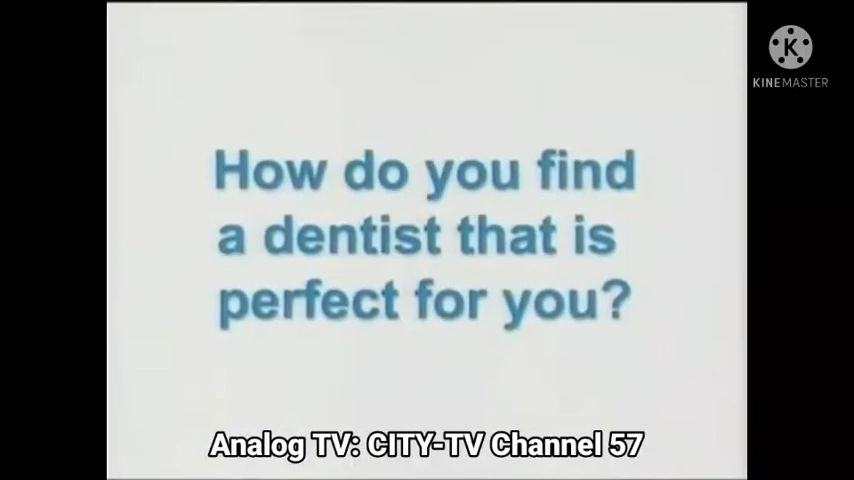 How do you find
a dentist that is
perfect for you?
Analog TV: CITY-TV Channel 57
K
KINEMASTER